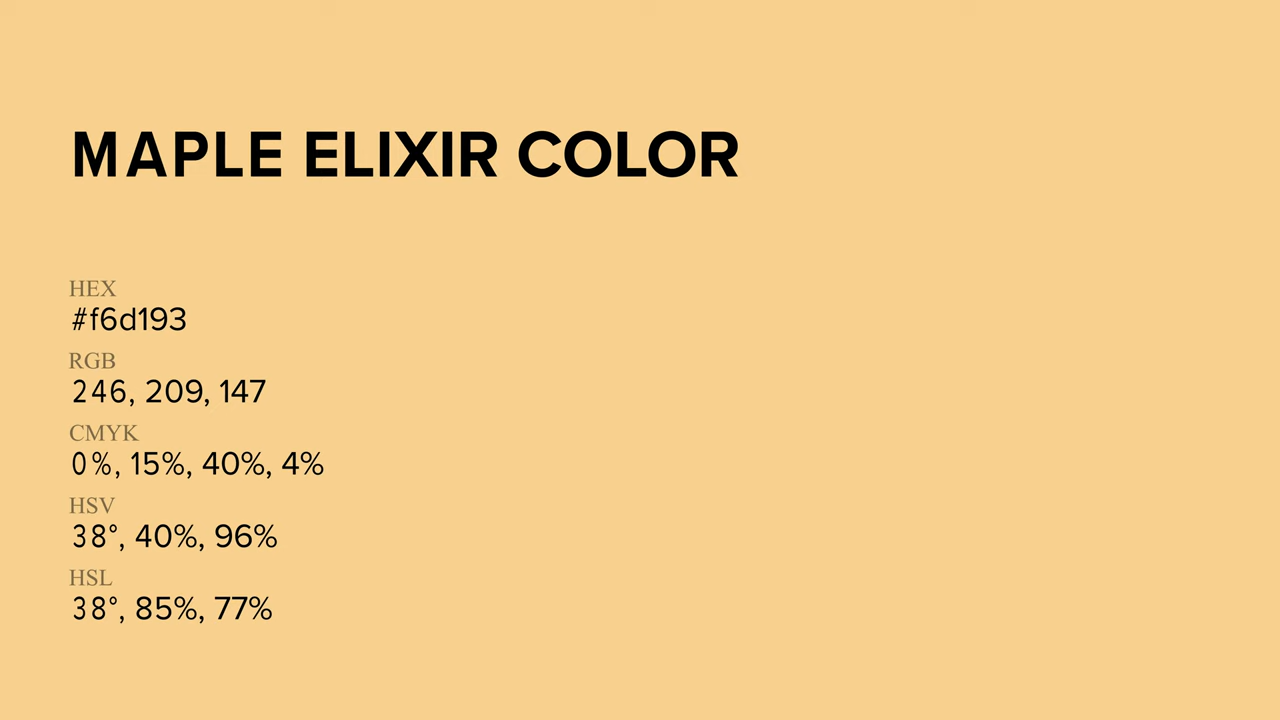 MAPLE ELIXIR COLOR
HEX
#f6d193
RGB
246, 209, 147
CMYK
0%, 15%, 40%, 4%
HSV
38°, 40%, 96%
HSL
38°, 85%, 77%